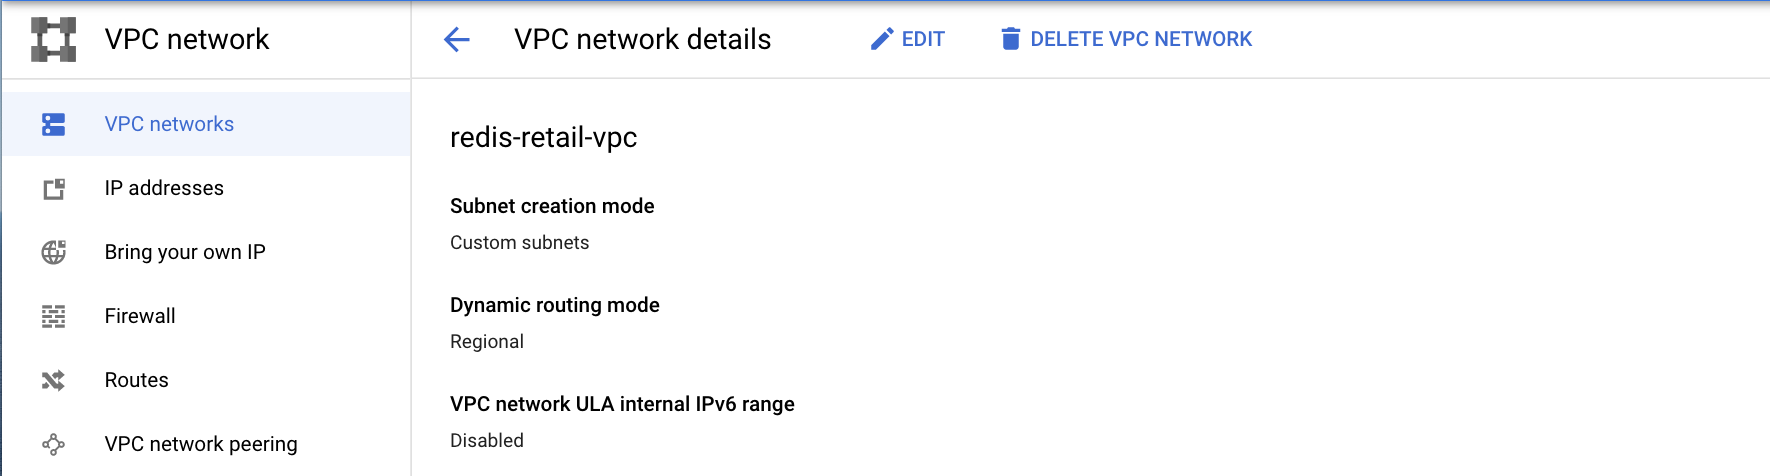 VPC network
VPC network details
EDIT
DELETE VPC NETWORK
VPC networks
IP addresses
Bring your own IP
Firewall
Routes
VPC network peering
redis-retail-vpc
Subnet creation mode
Custom subnets
Dynamic routing mode
Regional
VPC network ULA internal IPv6 range
Disabled